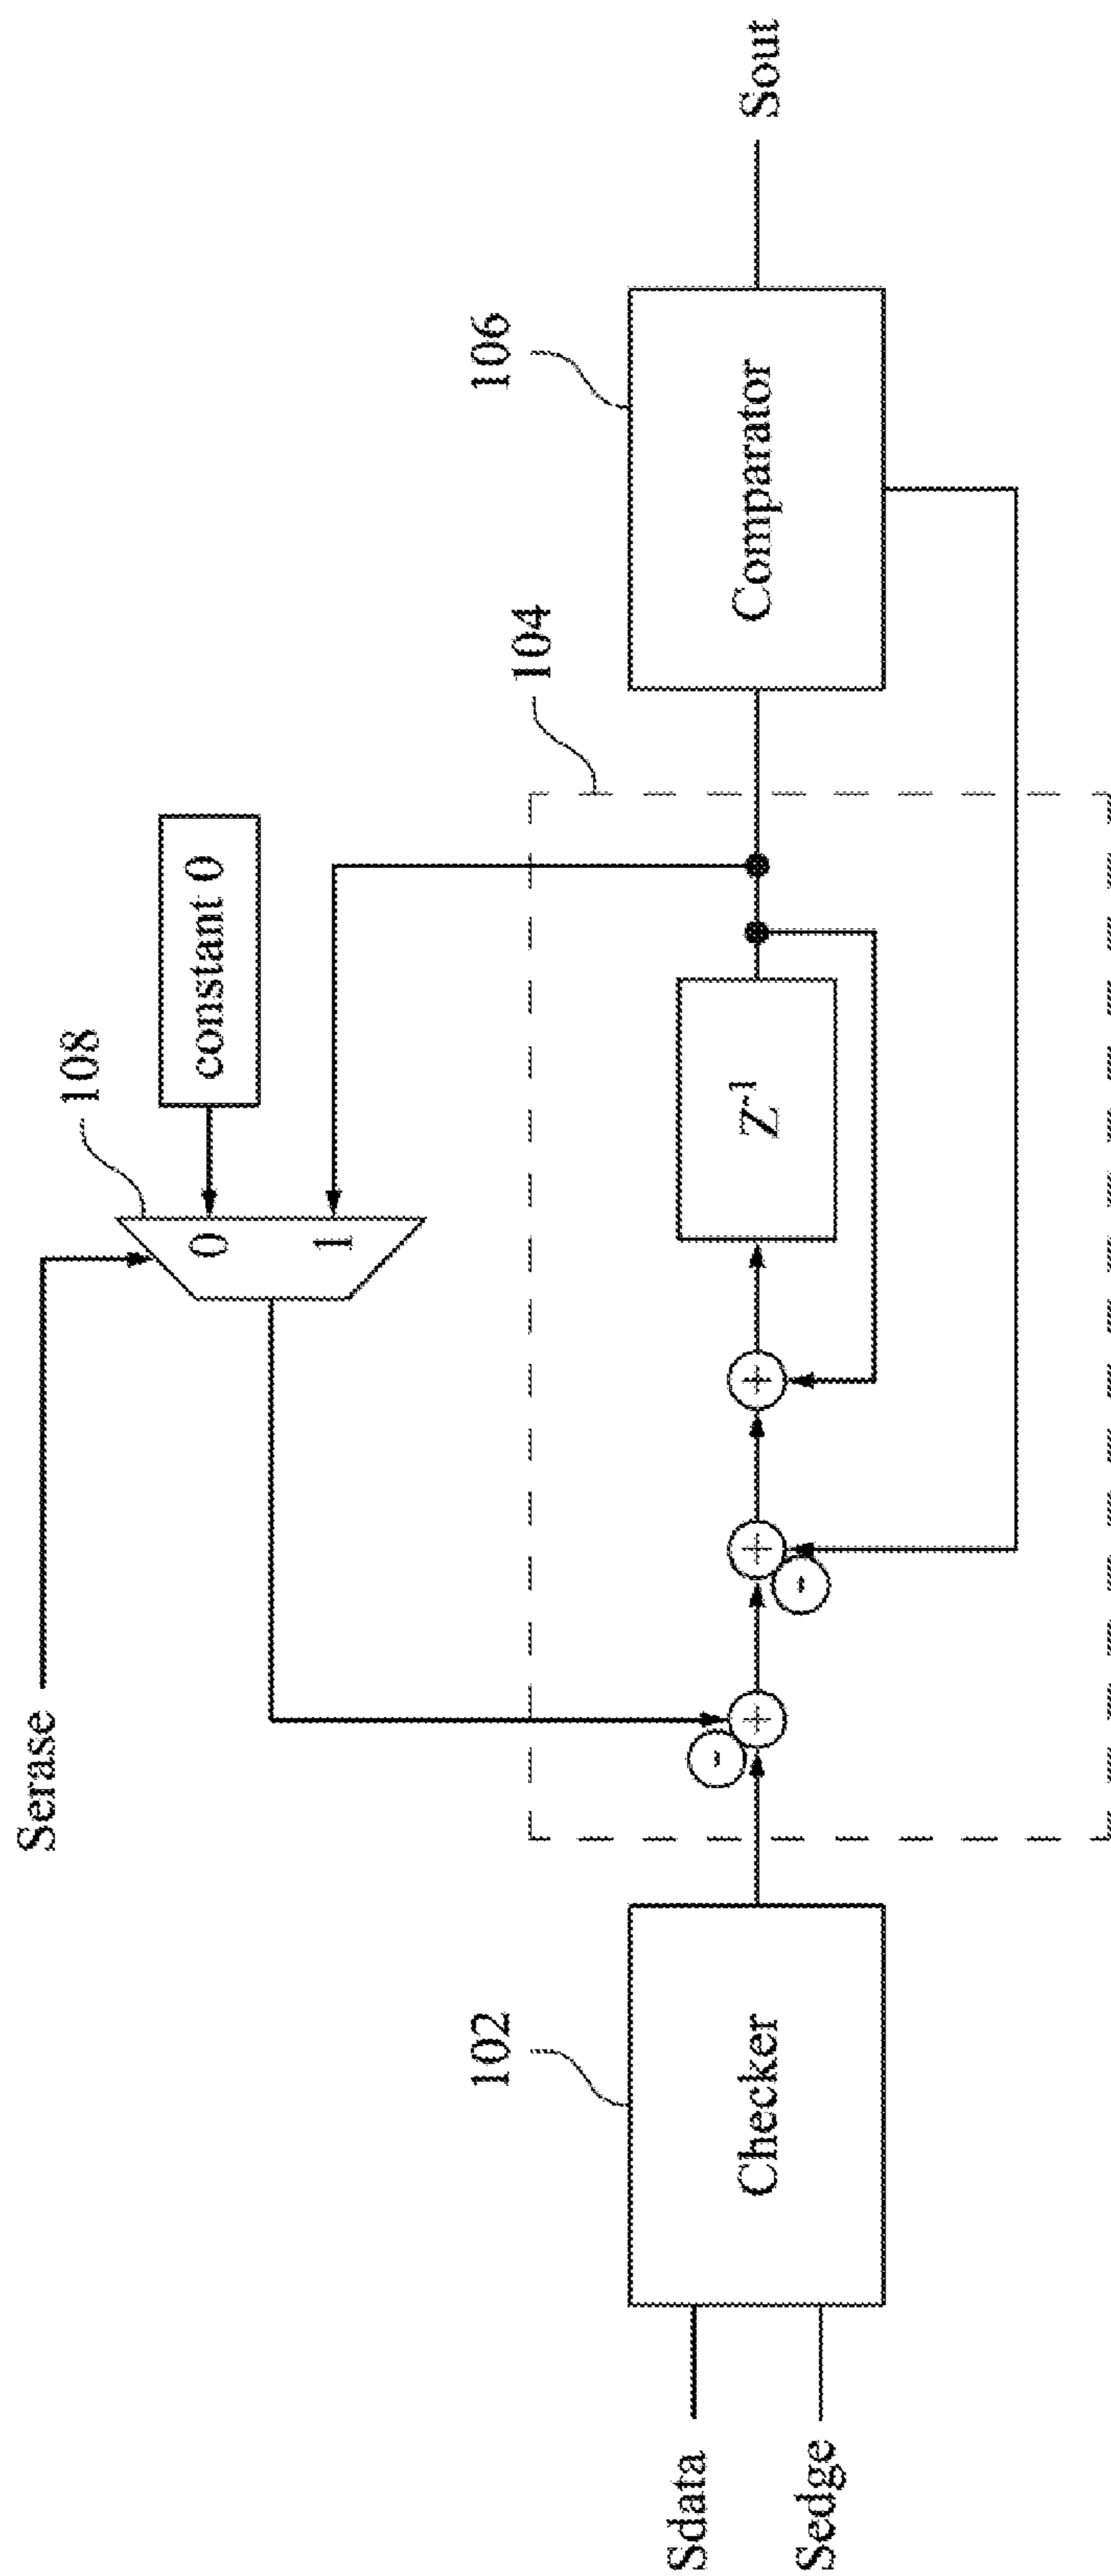 Serase
108
0
1
constant 0
104
102
106
Sdata
Sedge
Checker
+
-
+
-
+
Z-1
Comparator
Sout